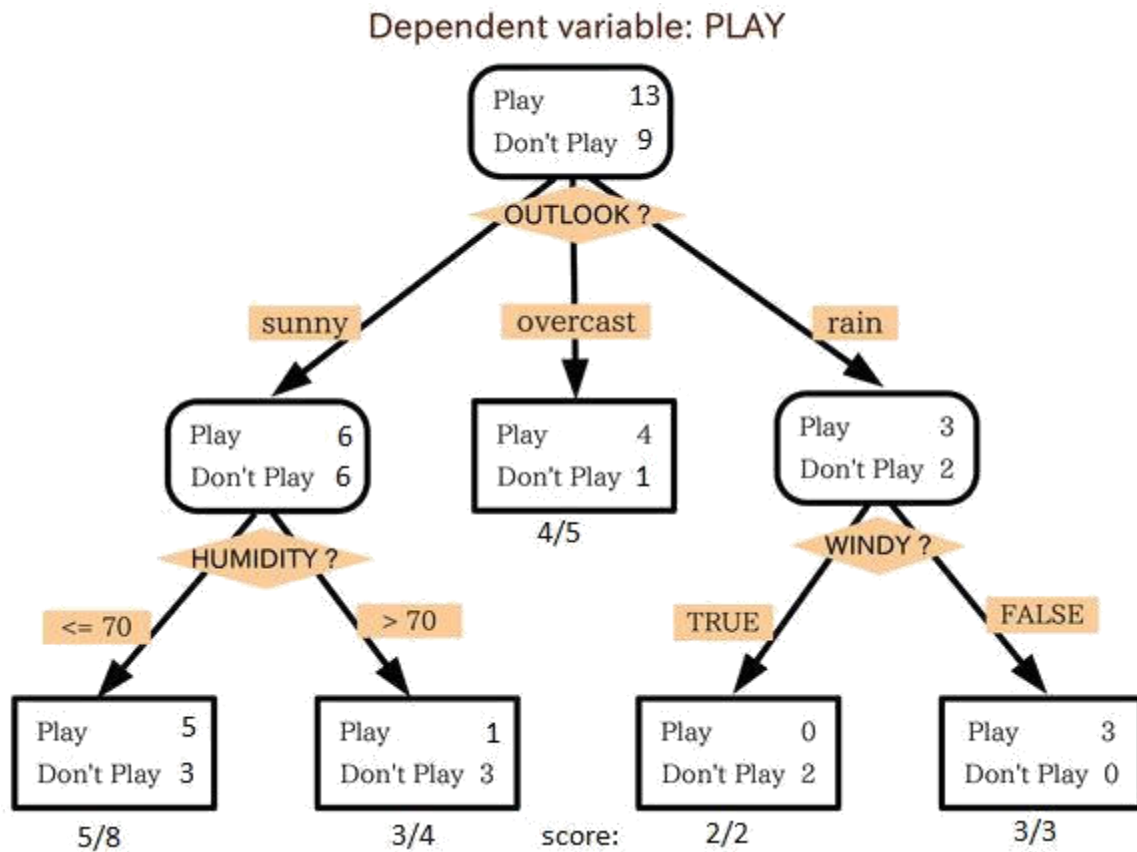 Dependent variable: PLAY
Play 13
Don't Play 9
OUTLOOK ?
sunny
overcast
rain
Play 6
Don't Play 6
Play 4
Don't Play 1
4/5
Play 3
Don't Play 2
HUMIDITY ?
WINDY ?
<= 70
> 70
TRUE
FALSE
Play 5
Don't Play 3
Play 1
Don't Play 3
Play 0
Don't Play 2
Play 3
Don't Play 0
5/8
3/4
score:
2/2
3/3